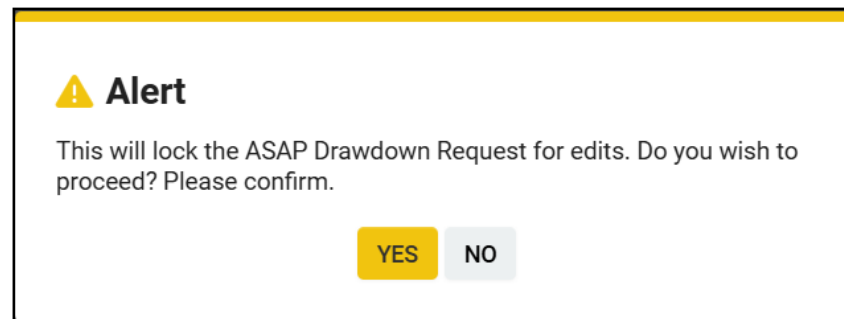 Alert
This will lock the ASAP Drawdown Request for edits. Do you wish to
proceed? Please confirm.
YES NO